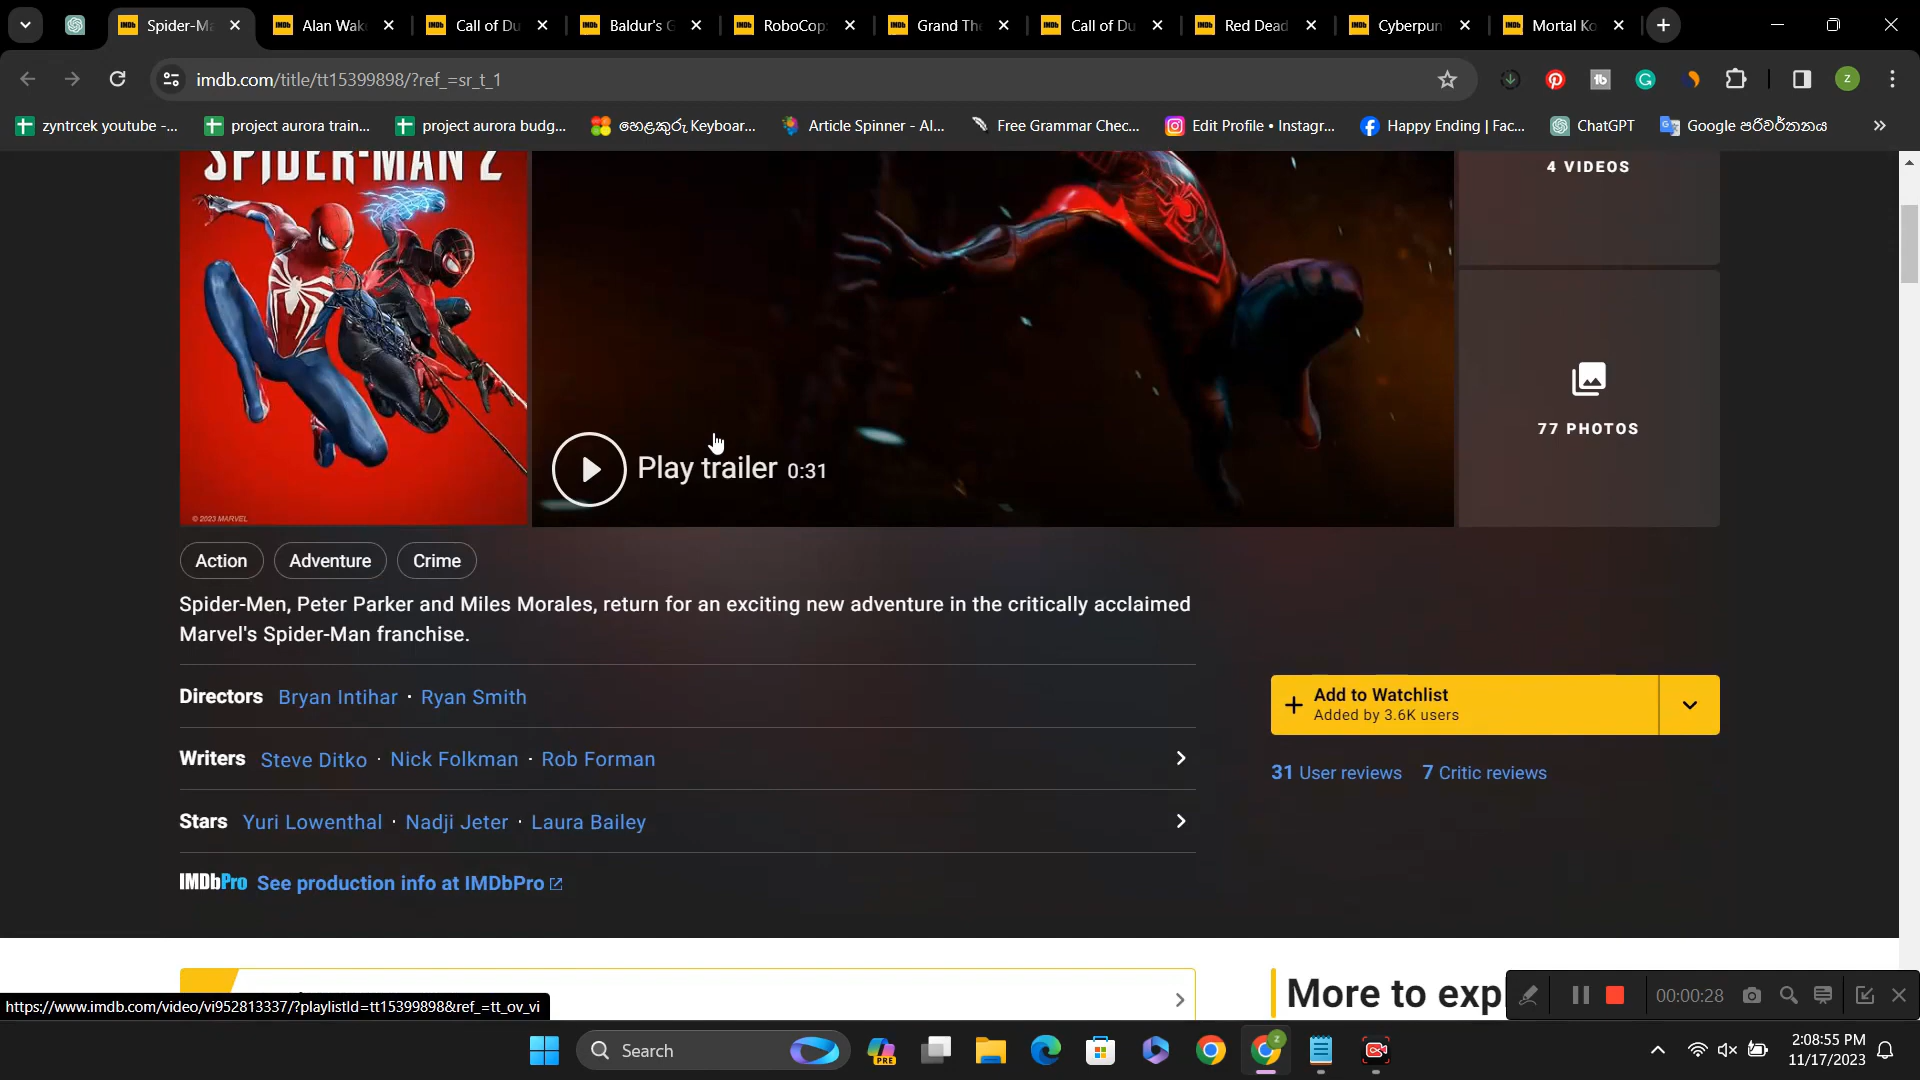 Spider-Ma
Alan Wak
Call of Du
Baldur's G
RoboCop:
Grand The
Call of Du
Red Dead
Cyberpun
Mortal Ko
imdb.com/title/tt15399898/?ref_=sr_t_1
zyntrcek youtube -...
project aurora train...
project aurora budg...
හෙළකුරු Keyboar...
Article Spinner - Al...
Free Grammar Chec...
Edit Profile • Instagr...
Happy Ending | Fac...
ChatGPT
Google පරිවර්තනය
SPIDER-MAN 2
© 2023 MARVEL
Play trailer 0:31
4 VIDEOS
77 PHOTOS
Action
Adventure
Crime
Spider-Men, Peter Parker and Miles Morales, return for an exciting new adventure in the critically acclaimed
Marvel's Spider-Man franchise.
Directors Bryan Intihar · Ryan Smith
Writers Steve Ditko · Nick Folkman · Rob Forman
Stars Yuri Lowenthal · Nadji Jeter · Laura Bailey
IMDbPro See production info at IMDbPro
Add to Watchlist
Added by 3.6K users
31 User reviews 7 Critic reviews
More to exp
00:00:28
https://www.imdb.com/video/vi952813337/?playlistId=tt15399898&ref_=tt_ov_vi
Search
PRE
2:08:55 PM
11/17/2023